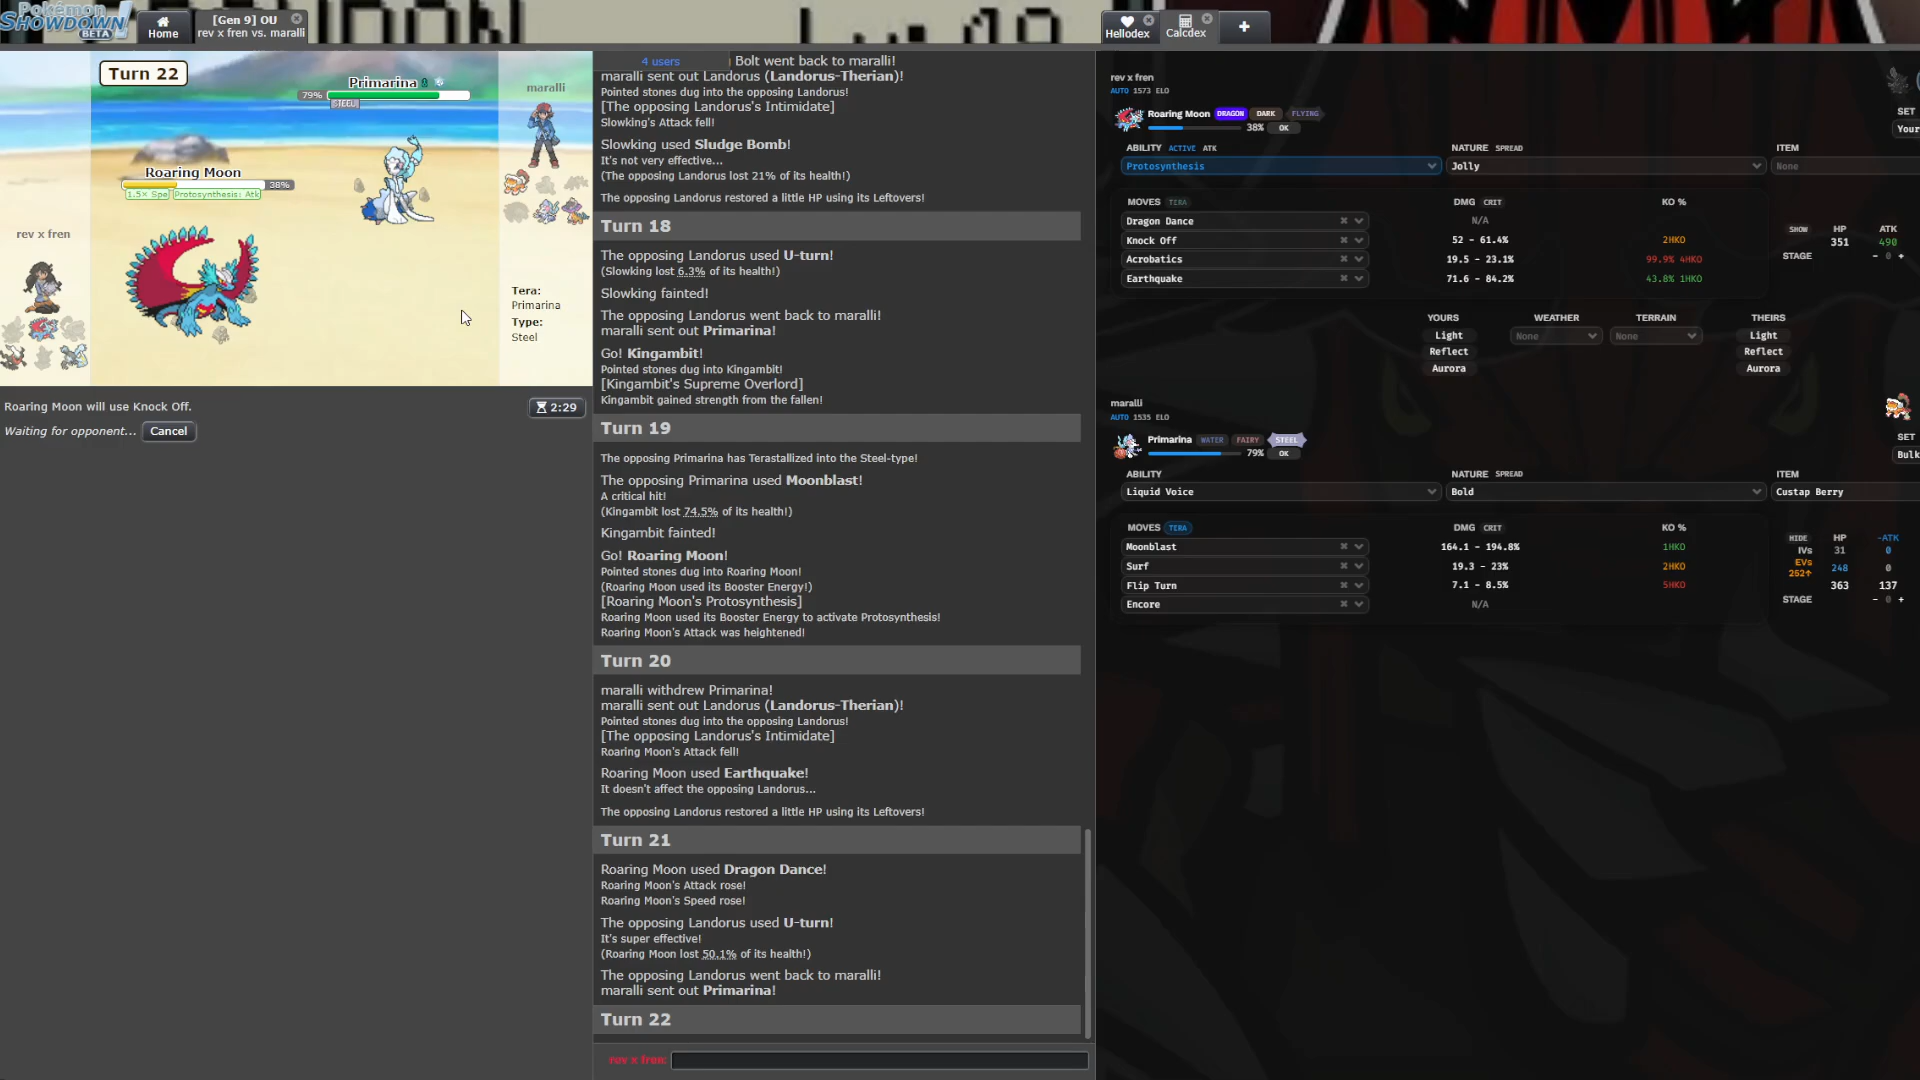 Pokémon
SHOWDOWN!
BETA
Home
[Gen 9] OU
rev x fren vs. maralli
Hellodex
Calcdex
+
Turn 22
Primarina
79%
STEEL
maralli
Roaring Moon
38%
1.5× Spe
Protosynthesis: Atk
rev x fren
Tera:
Primarina
Type:
Steel
Roaring Moon will use Knock Off.
2:29
Waiting for opponent...
Cancel
4 users
Bolt went back to maralli!
maralli sent out Landorus (Landorus-Therian)!
Pointed stones dug into the opposing Landorus!
[The opposing Landorus's Intimidate]
Slowking's Attack fell!
Slowking used Sludge Bomb!
It's not very effective...
(The opposing Landorus lost 21% of its health!)
The opposing Landorus restored a little HP using its Leftovers!
Turn 18
The opposing Landorus used U-turn!
(Slowking lost 6.3% of its health!)
Slowking fainted!
The opposing Landorus went back to maralli!
maralli sent out Primarina!
Go! Kingambit!
Pointed stones dug into Kingambit!
[Kingambit's Supreme Overlord]
Kingambit gained strength from the fallen!
Turn 19
The opposing Primarina has Terastallized into the Steel-type!
The opposing Primarina used Moonblast!
A critical hit!
(Kingambit lost 74.5% of its health!)
Kingambit fainted!
Go! Roaring Moon!
Pointed stones dug into Roaring Moon!
(Roaring Moon used its Booster Energy!)
[Roaring Moon's Protosynthesis]
Roaring Moon used its Booster Energy to activate Protosynthesis!
Roaring Moon's Attack was heightened!
Turn 20
maralli withdrew Primarina!
maralli sent out Landorus (Landorus-Therian)!
Pointed stones dug into the opposing Landorus!
[The opposing Landorus's Intimidate]
Roaring Moon's Attack fell!
Roaring Moon used Earthquake!
It doesn't affect the opposing Landorus...
The opposing Landorus restored a little HP using its Leftovers!
Turn 21
Roaring Moon used Dragon Dance!
Roaring Moon's Attack rose!
Roaring Moon's Speed rose!
The opposing Landorus used U-turn!
It's super effective!
(Roaring Moon lost 50.1% of its health!)
The opposing Landorus went back to maralli!
maralli sent out Primarina!
Turn 22
rev x fren:
rev x fren
AUTO 1573 ELO
Roaring Moon DRAGON DARK FLYING
38% OK
SET
Your
ABILITY ACTIVE ATK NATURE SPREAD ITEM
Protosynthesis Jolly None
MOVES TERA DMG CRIT KO %
Dragon Dance N/A
Knock Off 52 - 61.4% 2HKO
Acrobatics 19.5 - 23.1% 99.9% 4HKO
Earthquake 71.6 - 84.2% 43.8% 1HKO
SHOW HP ATK
351 490
STAGE - 0 +
YOURS WEATHER TERRAIN THEIRS
Light None None Light
Reflect Reflect
Aurora Aurora
maralli
AUTO 1535 ELO
Primarina WATER FAIRY STEEL
79% OK
SET
Bulk
ABILITY NATURE SPREAD ITEM
Liquid Voice Bold Custap Berry
MOVES TERA DMG CRIT KO %
Moonblast 164.1 - 194.8% 1HKO
Surf 19.3 - 23% 2HKO
Flip Turn 7.1 - 8.5% 5HKO
Encore N/A
HIDE HP -ATK
IVs 31 0
EVs 248 0
252↑
363 137
STAGE - 0 +